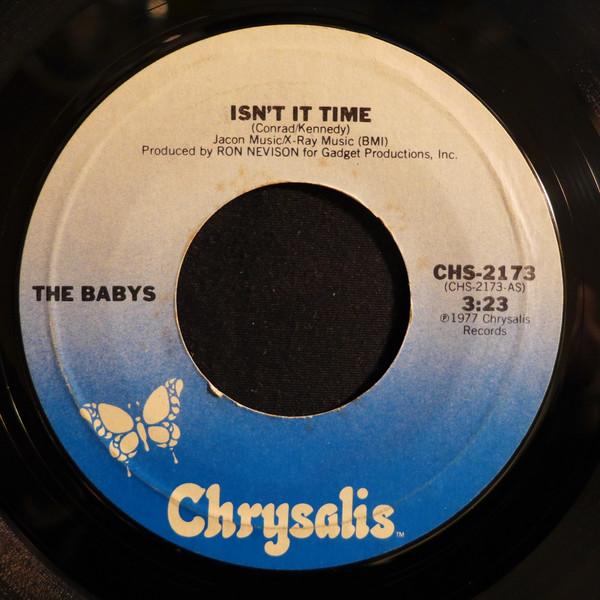 ISN'T IT TIME
(Conrad/Kennedy)
Jacon Music/X-Ray Music (BMI)
Produced by RON NEVISON for Gadget Productions, Inc.
THE BABYS
CHS-2173
(CHS-2173-AS)
3:23
℗1977 Chrysalis
Records
Chrysalis™